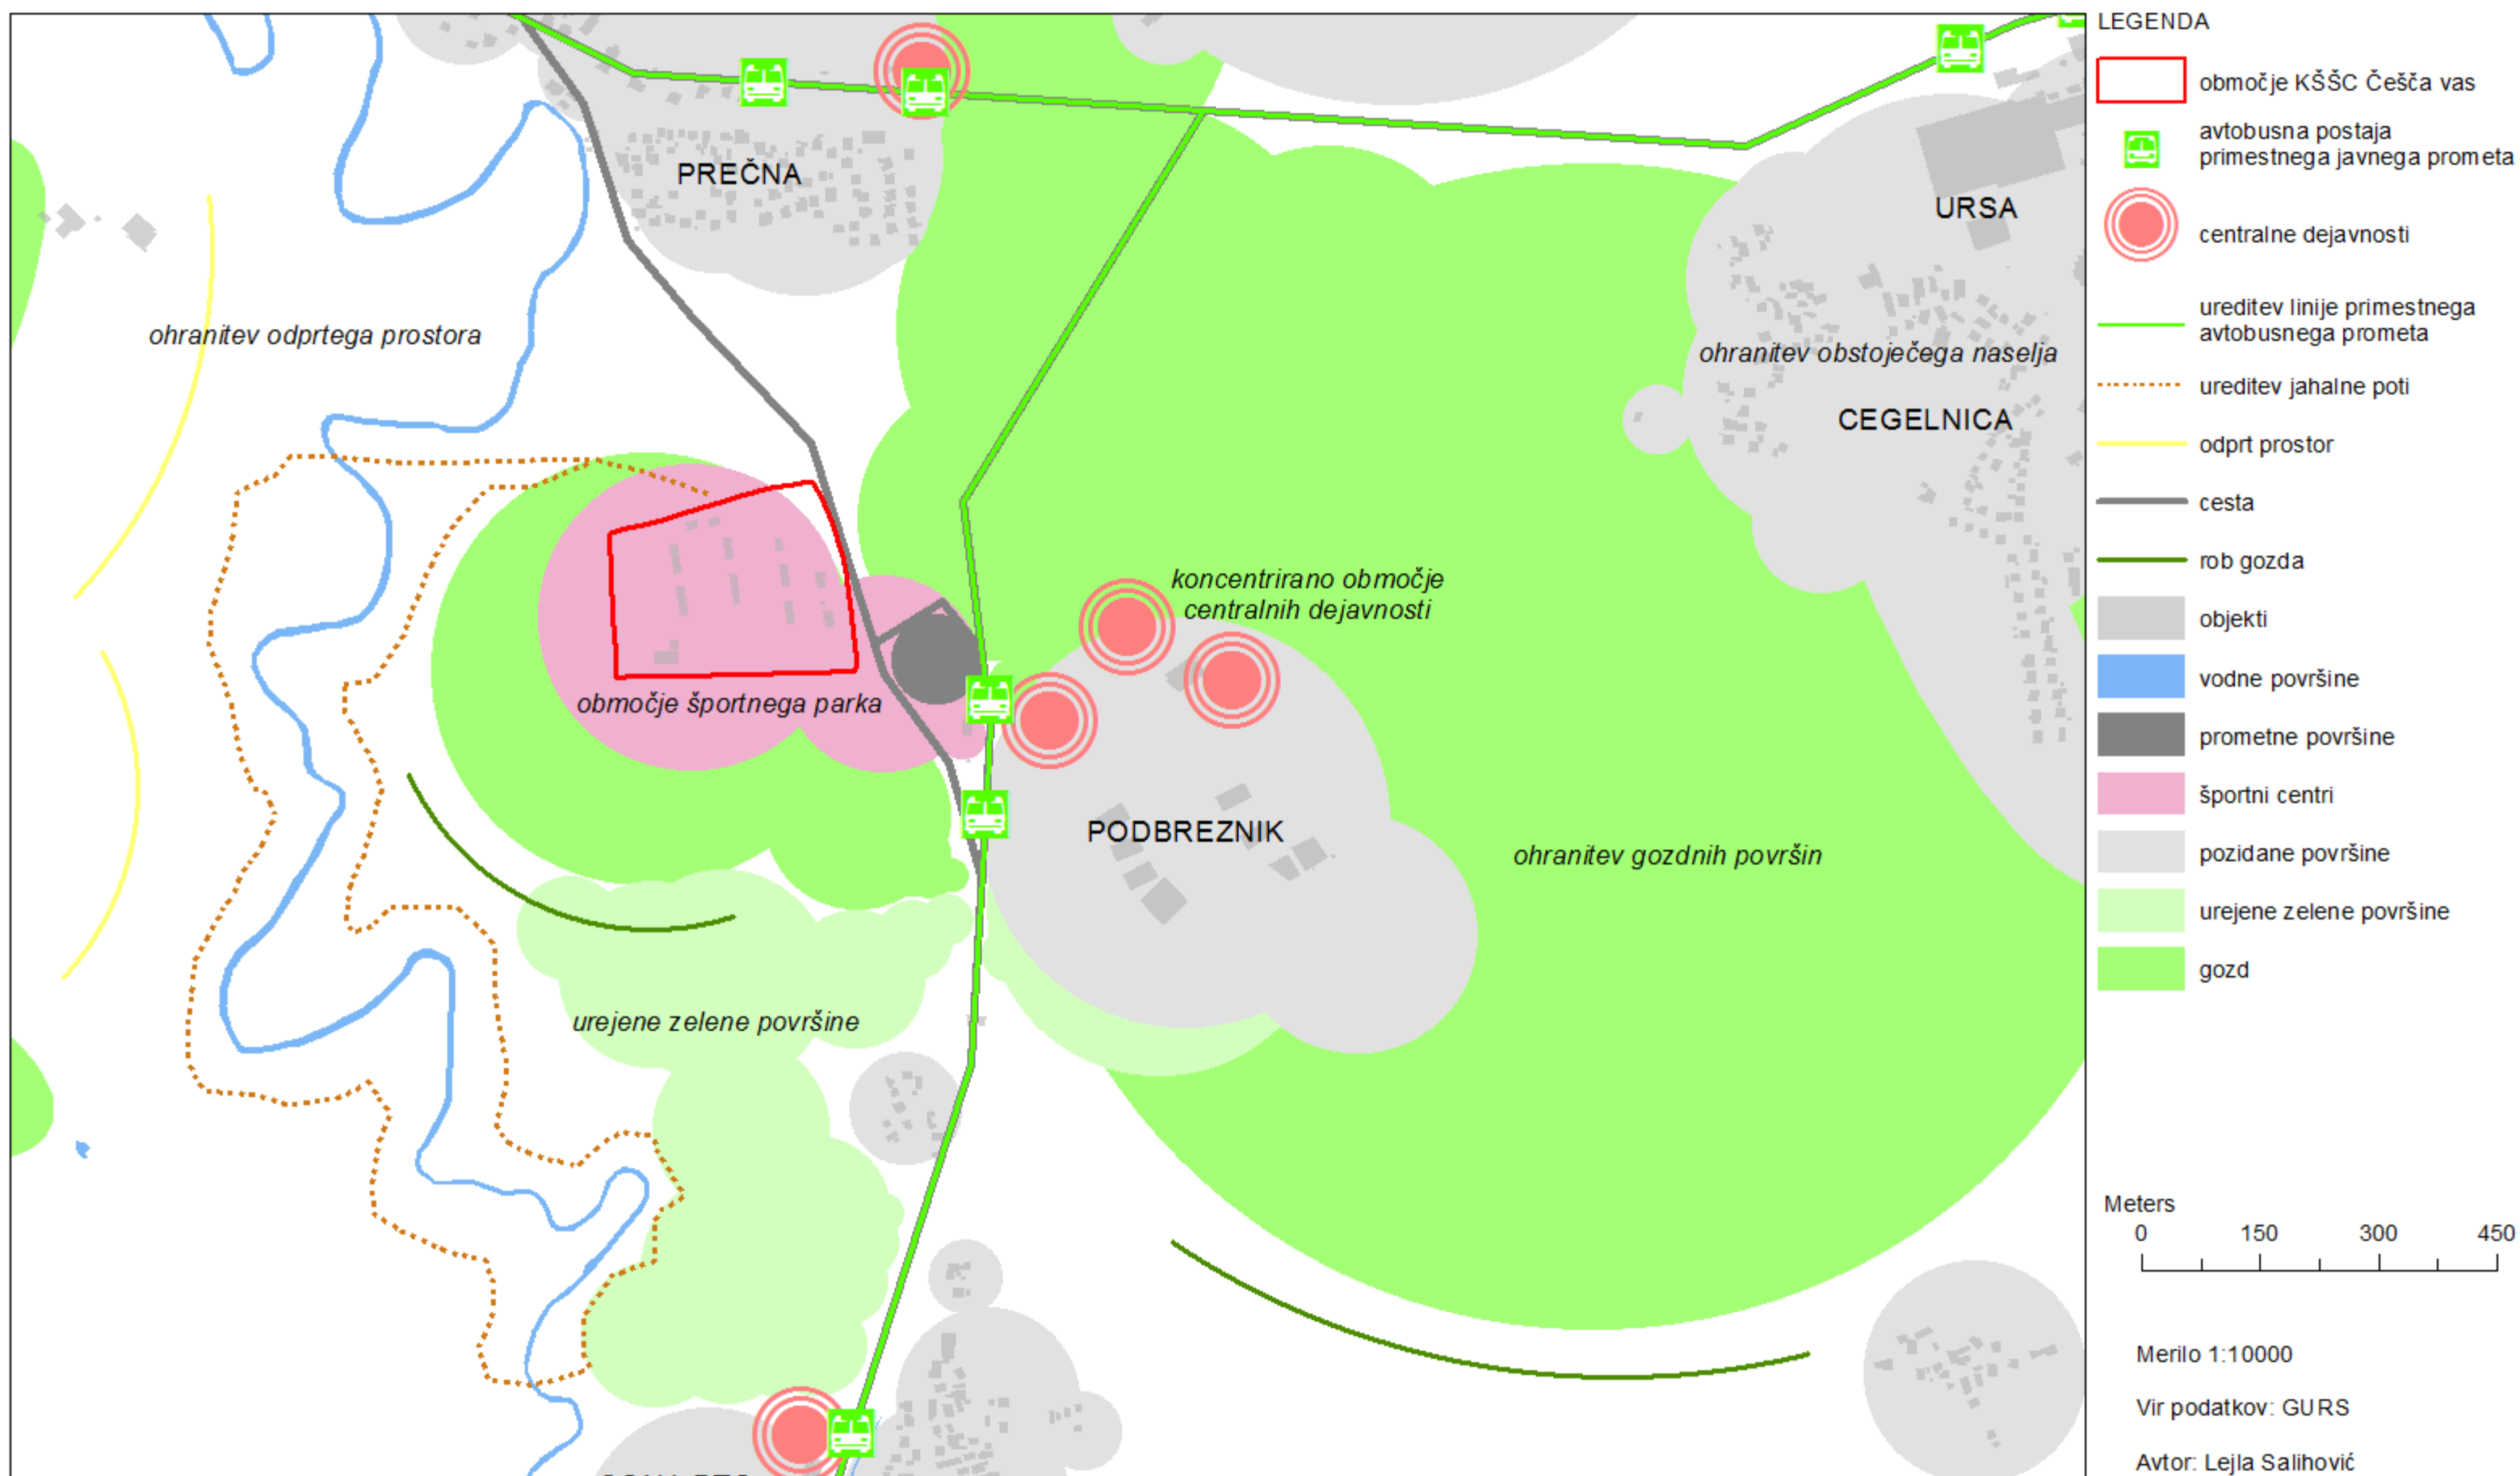 PREČNA
URSA
ohranitev odprtega prostora
ohranitev obstoječega naselja
CEGELNICA
koncentrirano območje
centralnih dejavnosti
območje športnega parka
PODBREZNIK
ohranitev gozdnih površin
urejene zelene površine
LEGENDA
območje KŠŠC Češča vas
avtobusna postaja
primestnega javnega prometa
centralne dejavnosti
ureditev linije primestnega
avtobusnega prometa
ureditev jahalne poti
odprt prostor
cesta
rob gozda
objekti
vodne površine
prometne površine
športni centri
pozidane površine
urejene zelene površine
gozd
Meters
0 150 300 450
Merilo 1:10000
Vir podatkov: GURS
Avtor: Lejla Salihović